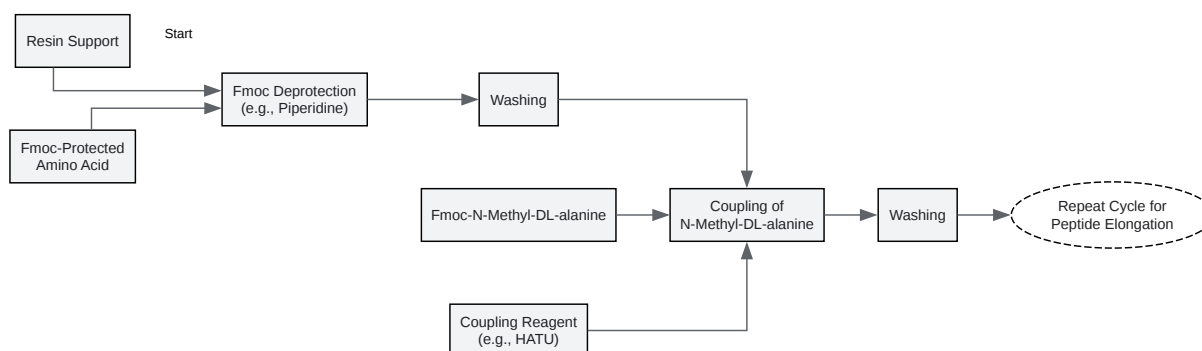 Resin Support
Start
Fmoc Deprotection
(e.g., Piperidine)
Washing
Fmoc-Protected
Amino Acid
Fmoc-N-Methyl-DL-alanine
Coupling of
N-Methyl-DL-alanine
Washing
Repeat Cycle for
Peptide Elongation
Coupling Reagent
(e.g., HATU)